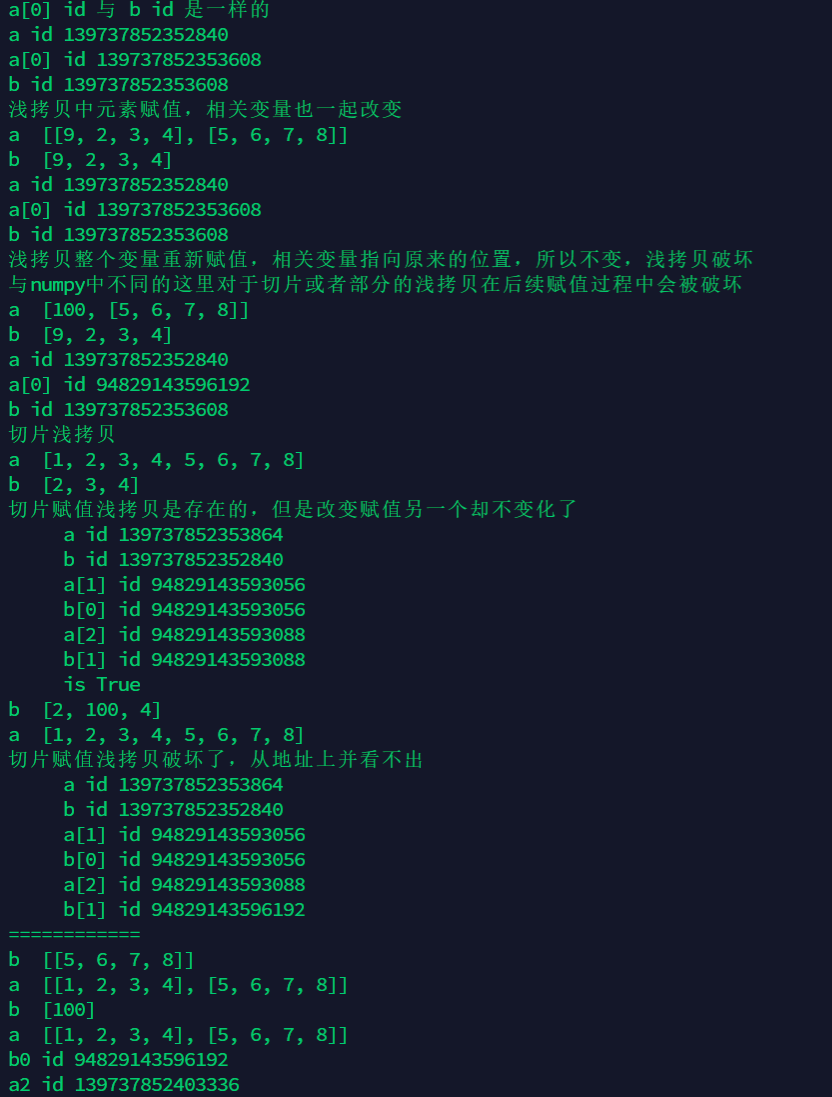 a[0] id 与 b id 是一样的
a id 139737852352840
a[0] id 139737852353608
b id 139737852353608
浅拷贝中元素赋值，相关变量也一起改变
a  [[9, 2, 3, 4], [5, 6, 7, 8]]
b  [9, 2, 3, 4]
a id 139737852352840
a[0] id 139737852353608
b id 139737852353608
浅拷贝整个变量重新赋值，相关变量指向原来的位置，所以不变，浅拷贝破坏
与numpy中不同的这里对于切片或者部分的浅拷贝在后续赋值过程中会被破坏
a  [100, [5, 6, 7, 8]]
b  [9, 2, 3, 4]
a id 139737852352840
a[0] id 94829143596192
b id 139737852353608
切片浅拷贝
a  [1, 2, 3, 4, 5, 6, 7, 8]
b  [2, 3, 4]
切片赋值浅拷贝是存在的，但是改变赋值另一个却不变化了
     a id 139737852353864
     b id 139737852352840
     a[1] id 94829143593056
     b[0] id 94829143593056
     a[2] id 94829143593088
     b[1] id 94829143593088
     is True
b  [2, 100, 4]
a  [1, 2, 3, 4, 5, 6, 7, 8]
切片赋值浅拷贝破坏了，从地址上并看不出
     a id 139737852353864
     b id 139737852352840
     a[1] id 94829143593056
     b[0] id 94829143593056
     a[2] id 94829143593088
     b[1] id 94829143596192
============
b  [[5, 6, 7, 8]]
a  [[1, 2, 3, 4], [5, 6, 7, 8]]
b  [100]
a  [[1, 2, 3, 4], [5, 6, 7, 8]]
b0 id 94829143596192
a2 id 139737852403336